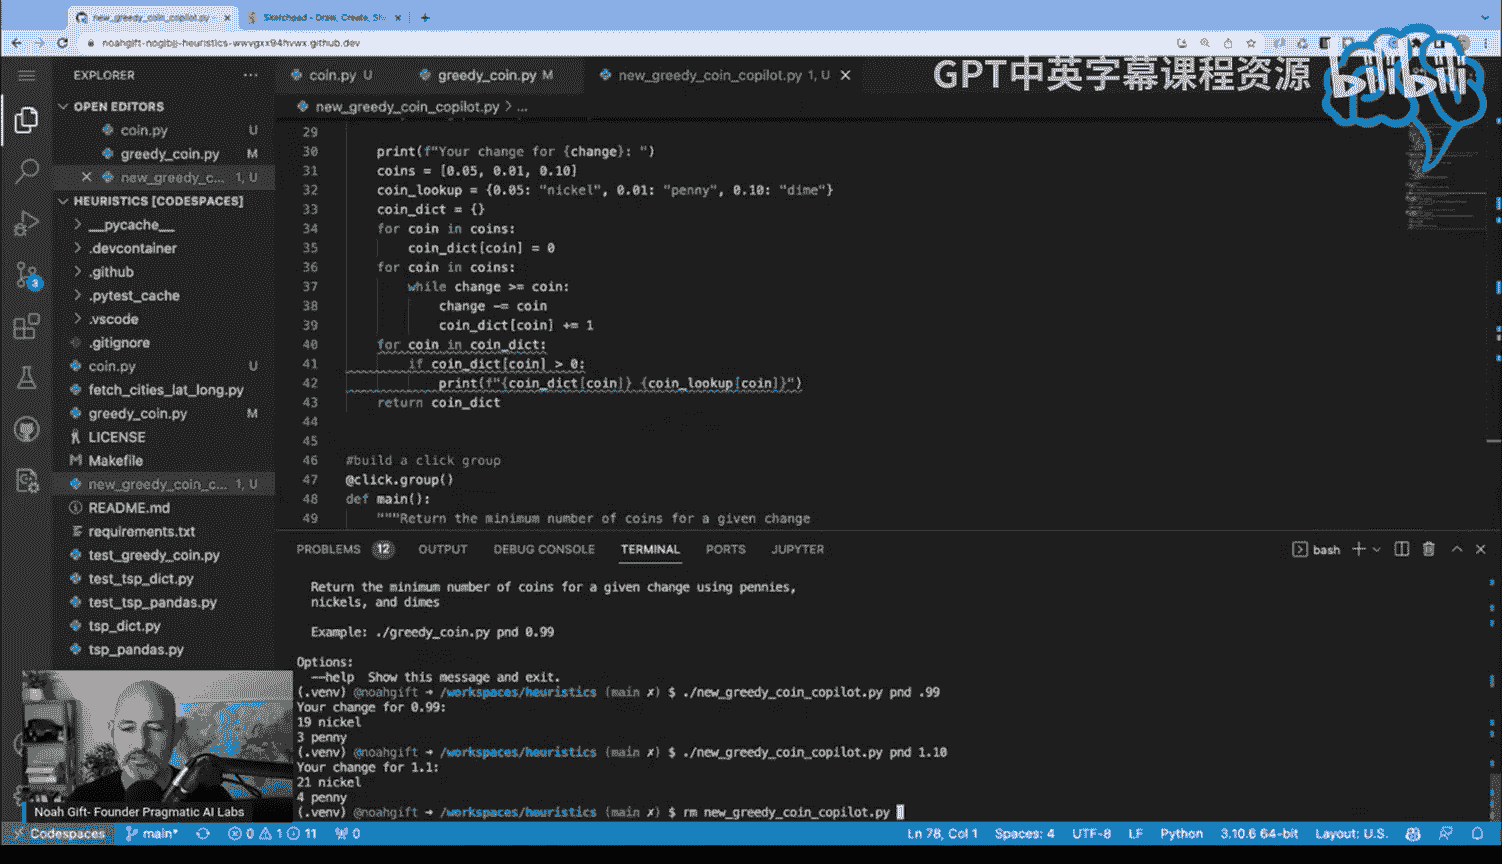 new_greedy_coin_copilot.py
Sketchpad - Draw, Create, Sh
noahgift-nogibjj-heuristics-wwvgxx94hvwx.github.dev
GPT中英字幕课程资源
bilibili
EXPLORER
coin.py U
greedy_coin.py M
new_greedy_coin_copilot.py 1, U
OPEN EDITORS
coin.py U
greedy_coin.py M
new_greedy_c... 1, U
HEURISTICS [CODESPACES]
__pycache__
.devcontainer
.github
.pytest_cache
.vscode
.gitignore
coin.py U
fetch_cities_lat_long.py
greedy_coin.py M
LICENSE
Makefile
new_greedy_coin_c... 1, U
README.md
requirements.txt
test_greedy_coin.py
test_tsp_dict.py
test_tsp_pandas.py
tsp_dict.py
tsp_pandas.py
3
new_greedy_coin_copilot.py > ...
29
30 print(f"Your change for {change}: ")
31 coins = [0.05, 0.01, 0.10]
32 coin_lookup = {0.05: "nickel", 0.01: "penny", 0.10: "dime"}
33 coin_dict = {}
34 for coin in coins:
35 coin_dict[coin] = 0
36 for coin in coins:
37 while change >= coin:
38 change -= coin
39 coin_dict[coin] += 1
40 for coin in coin_dict:
41 if coin_dict[coin] > 0:
42 print(f"{coin_dict[coin]} {coin_lookup[coin]}")
43 return coin_dict
44
45
46 #build a click group
47 @click.group()
48 def main():
49 """Return the minimum number of coins for a given change
PROBLEMS 12 OUTPUT DEBUG CONSOLE TERMINAL PORTS JUPYTER
bash
Return the minimum number of coins for a given change using pennies,
nickels, and dimes
Example: ./greedy_coin.py pnd 0.99
Options:
--help Show this message and exit.
(.venv) @noahgift → /workspaces/heuristics (main ✗) $ ./new_greedy_coin_copilot.py pnd .99
Your change for 0.99:
19 nickel
3 penny
(.venv) @noahgift → /workspaces/heuristics (main ✗) $ ./new_greedy_coin_copilot.py pnd 1.10
Your change for 1.1:
21 nickel
4 penny
(.venv) @noahgift → /workspaces/heuristics (main ✗) $ rm new_greedy_coin_copilot.py
Noah Gift- Founder Pragmatic AI Labs
Codespaces main* 0 1 11 0 Ln 78, Col 1 Spaces: 4 UTF-8 LF Python 3.10.6 64-bit Layout: U.S.